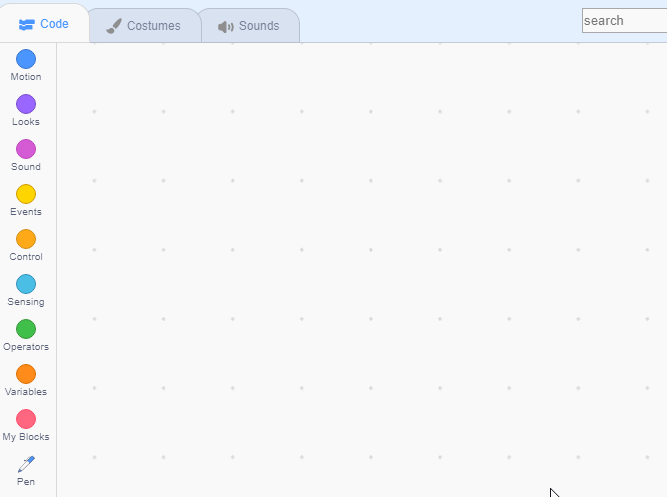 Code
Costumes
Sounds
search
Motion
Looks
Sound
Events
Control
Sensing
Operators
Variables
My Blocks
Pen